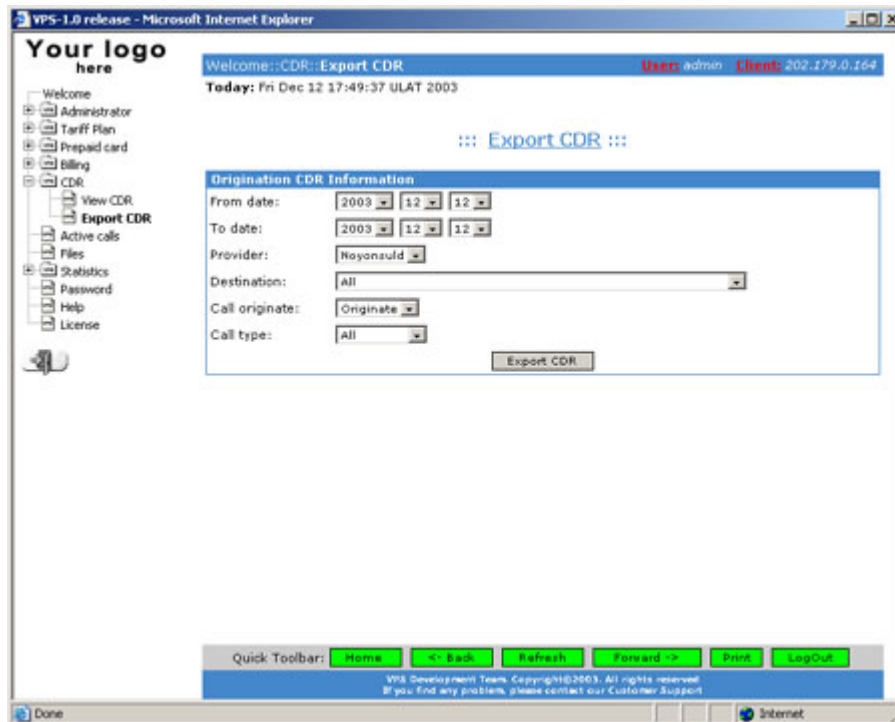 VPS-1.0 release - Microsoft Internet Explorer
Your logo
here
Welcome
Administrator
Tariff Plan
Prepaid card
Billing
CDR
View CDR
Export CDR
Active calls
Files
Statistics
Password
Help
License
Welcome::CDR::Export CDR User: admin Client: 202.179.0.164
Today: Fri Dec 12 17:49:37 ULAT 2003
::: Export CDR :::
Origination CDR Information
From date: 2003 12 12
To date: 2003 12 12
Provider: Noyonsuld
Destination: All
Call originate: Originate
Call type: All
Export CDR
Quick Toolbar: Home <- Back Refresh Forward -> Print LogOut
VPS Development Team. Copyright©2003. All rights reserved
If you find any problem, please contact our Customer Support
Done Internet